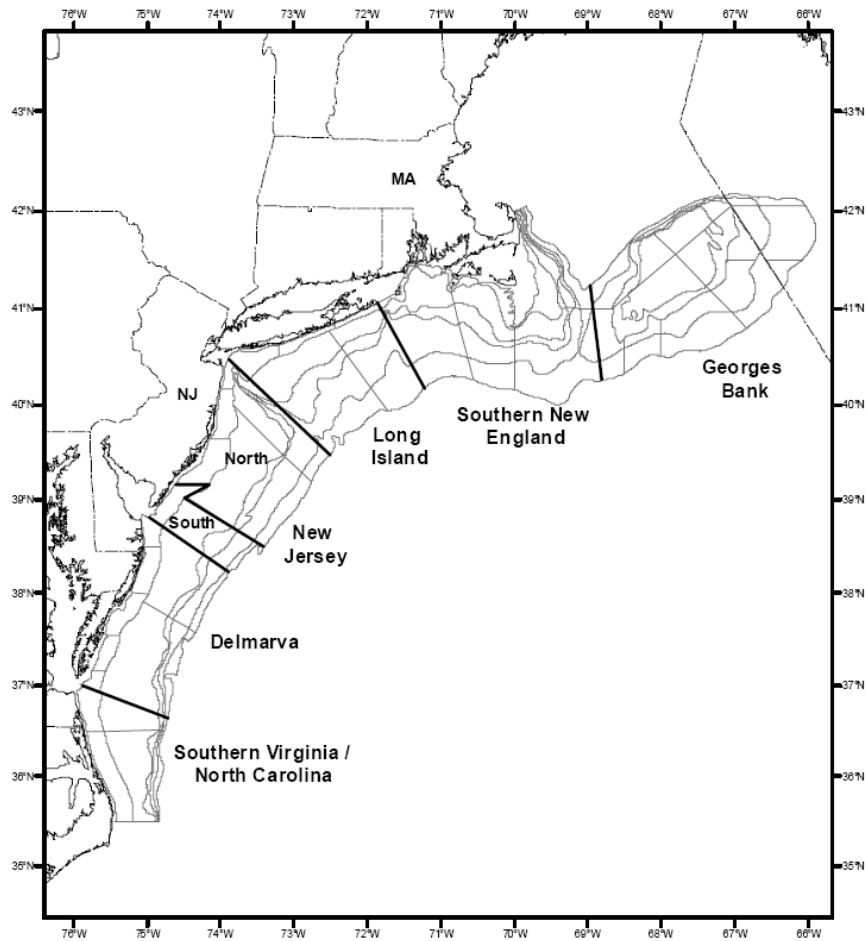 76°W 75°W 74°W 73°W 72°W 71°W 70°W 69°W 68°W 67°W 66°W
43°N 43°N
MA
42°N 42°N
41°N 41°N
Georges
Bank
NJ
40°N 40°N
Southern New
England
Long
Island
North
39°N 39°N
South
New
Jersey
38°N 38°N
Delmarva
37°N 37°N
Southern Virginia /
North Carolina
36°N 36°N
35°N 35°N
76°W 75°W 74°W 73°W 72°W 71°W 70°W 69°W 68°W 67°W 66°W